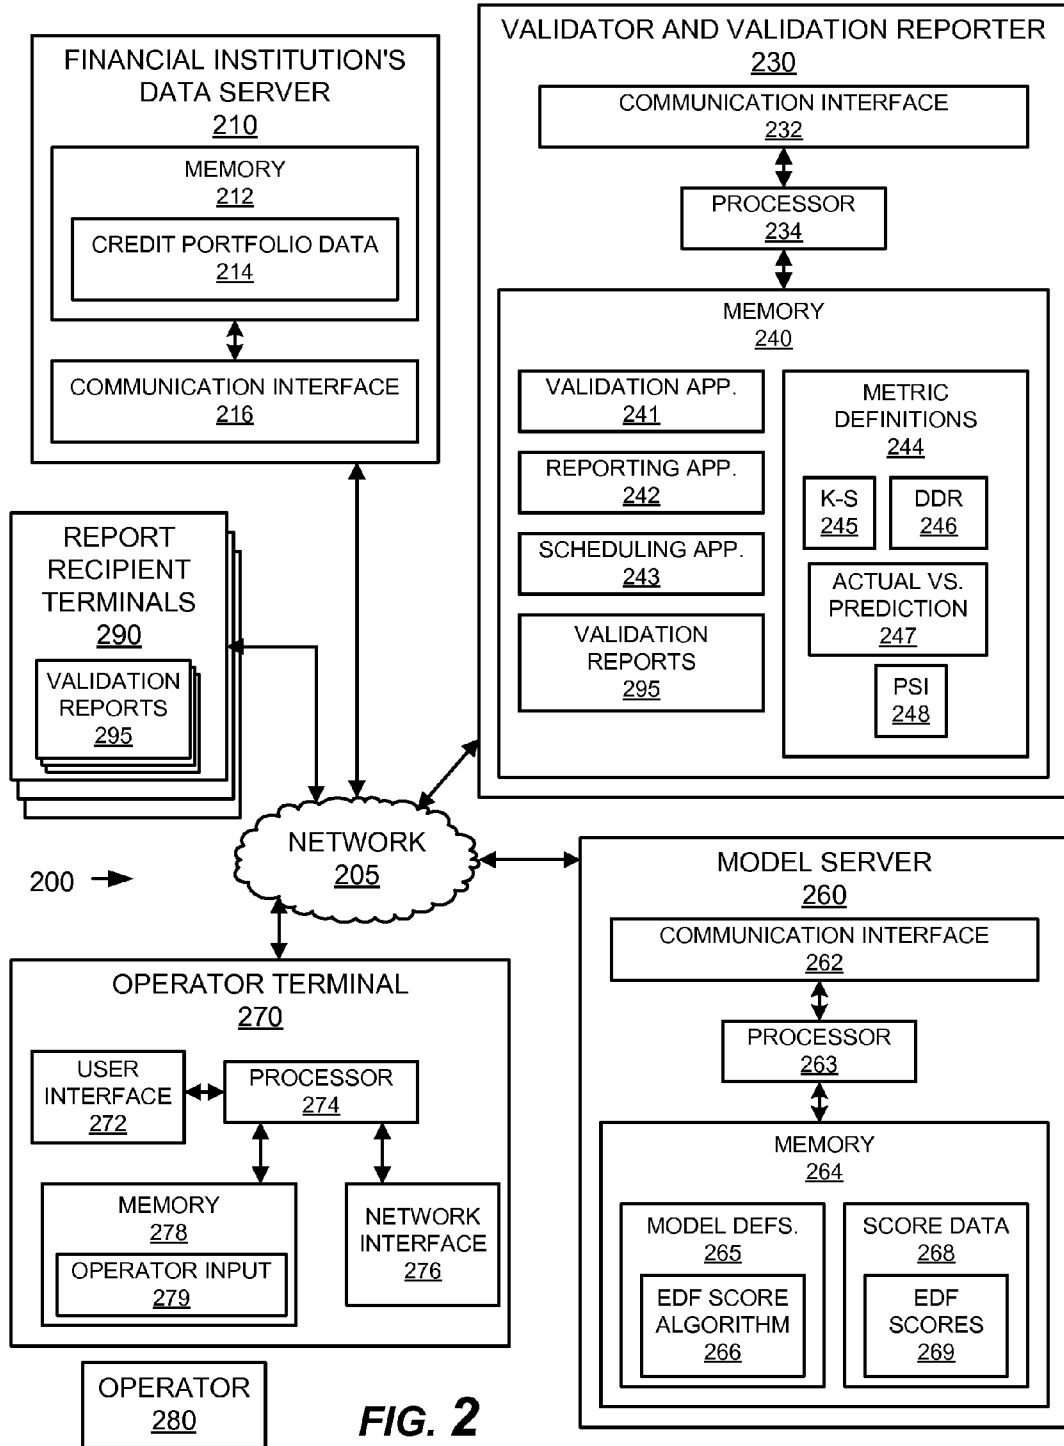 FINANCIAL INSTITUTION'S
DATA SERVER
210
MEMORY
212
CREDIT PORTFOLIO DATA
214
COMMUNICATION INTERFACE
216
VALIDATOR AND VALIDATION REPORTER
230
COMMUNICATION INTERFACE
232
PROCESSOR
234
MEMORY
240
VALIDATION APP.
241
REPORTING APP.
242
SCHEDULING APP.
243
VALIDATION
REPORTS
295
METRIC
DEFINITIONS
244
K-S
245
DDR
246
ACTUAL VS.
PREDICTION
247
PSI
248
REPORT
RECIPIENT
TERMINALS
290
VALIDATION
REPORTS
295
NETWORK
205
200
MODEL SERVER
260
COMMUNICATION INTERFACE
262
PROCESSOR
263
MEMORY
264
MODEL DEFS.
265
EDF SCORE
ALGORITHM
266
SCORE DATA
268
EDF
SCORES
269
OPERATOR TERMINAL
270
USER
INTERFACE
272
PROCESSOR
274
MEMORY
278
OPERATOR INPUT
279
NETWORK
INTERFACE
276
OPERATOR
280
FIG. 2